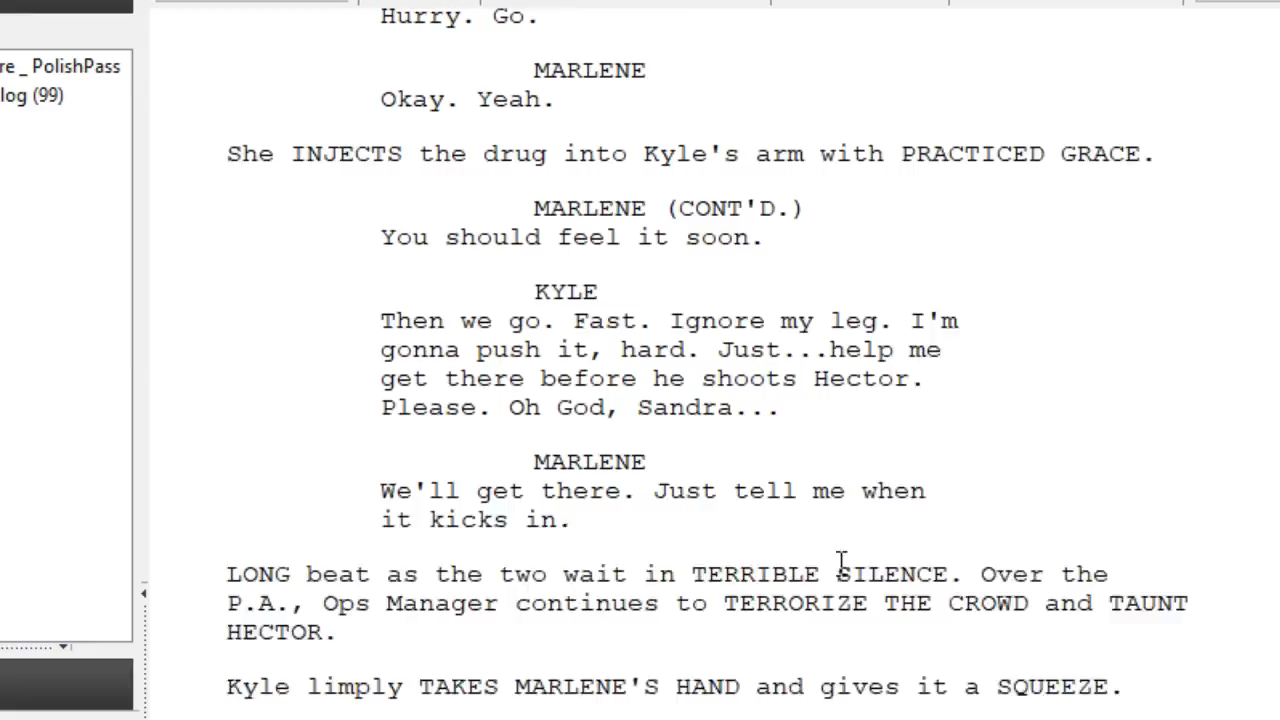 re_PolishPass
log (99)
Hurry. Go.
MARLENE
Okay. Yeah.
She INJECTS the drug into Kyle's arm with PRACTICED GRACE.
MARLENE (CONT'D.)
You should feel it soon.
KYLE
Then we go. Fast. Ignore my leg. I'm
gonna push it, hard. Just...help me
get there before he shoots Hector.
Please. Oh God, Sandra...
MARLENE
We'll get there. Just tell me when
it kicks in.
LONG beat as the two wait in TERRIBLE SILENCE. Over the
P.A., Ops Manager continues to TERRORIZE THE CROWD and TAUNT
HECTOR.
Kyle limply TAKES MARLENE'S HAND and gives it a SQUEEZE.